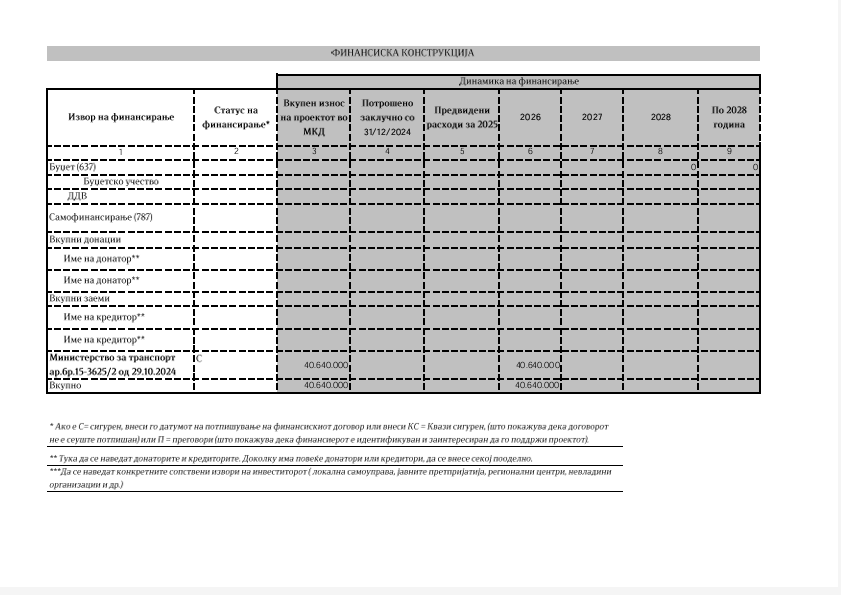 ФИНАНСИСКА КОНСТРУКЦИЈА
Динамика на финансирање
Извор на финансирање Статус на финансирање* Вкупен износ на проектот во МКД Потрошено заклучно со 31/12/2024 Предвидени расходи за 2025 2026 2027 2028 По 2028 година
1 2 3 4 5 6 7 8 9
Буџет (637) 0 0
Буџетско учество
ДДВ
Самофинансирање (787)
Вкупни донации
Име на донатор**
Име на донатор**
Вкупни заеми
Име на кредитор**
Име на кредитор**
Министерство за транспорт С
ар.бр.15-3625/2 од 29.10.2024 40.640.000 40.640.000
Вкупно 40.640.000 40.640.000
* Ако е С= сигурен, внеси го датумот на потпишување на финансискиот договор или внеси КС = Квази сигурен, (што покажува дека договорот
не е сеуште потпишан) или П = преговори (што покажува дека финансиерот е идентификуван и заинтересиран да го поддржи проектот).
** Тука да се наведат донаторите и кредиторите. Доколку има повеќе донатори или кредитори, да се внесе секој пооделно.
***Да се наведат конкретните сопствени извори на инвеститорот ( локална самоуправа, јавните претпријатија, регионални центри, невладини
организации и др.)